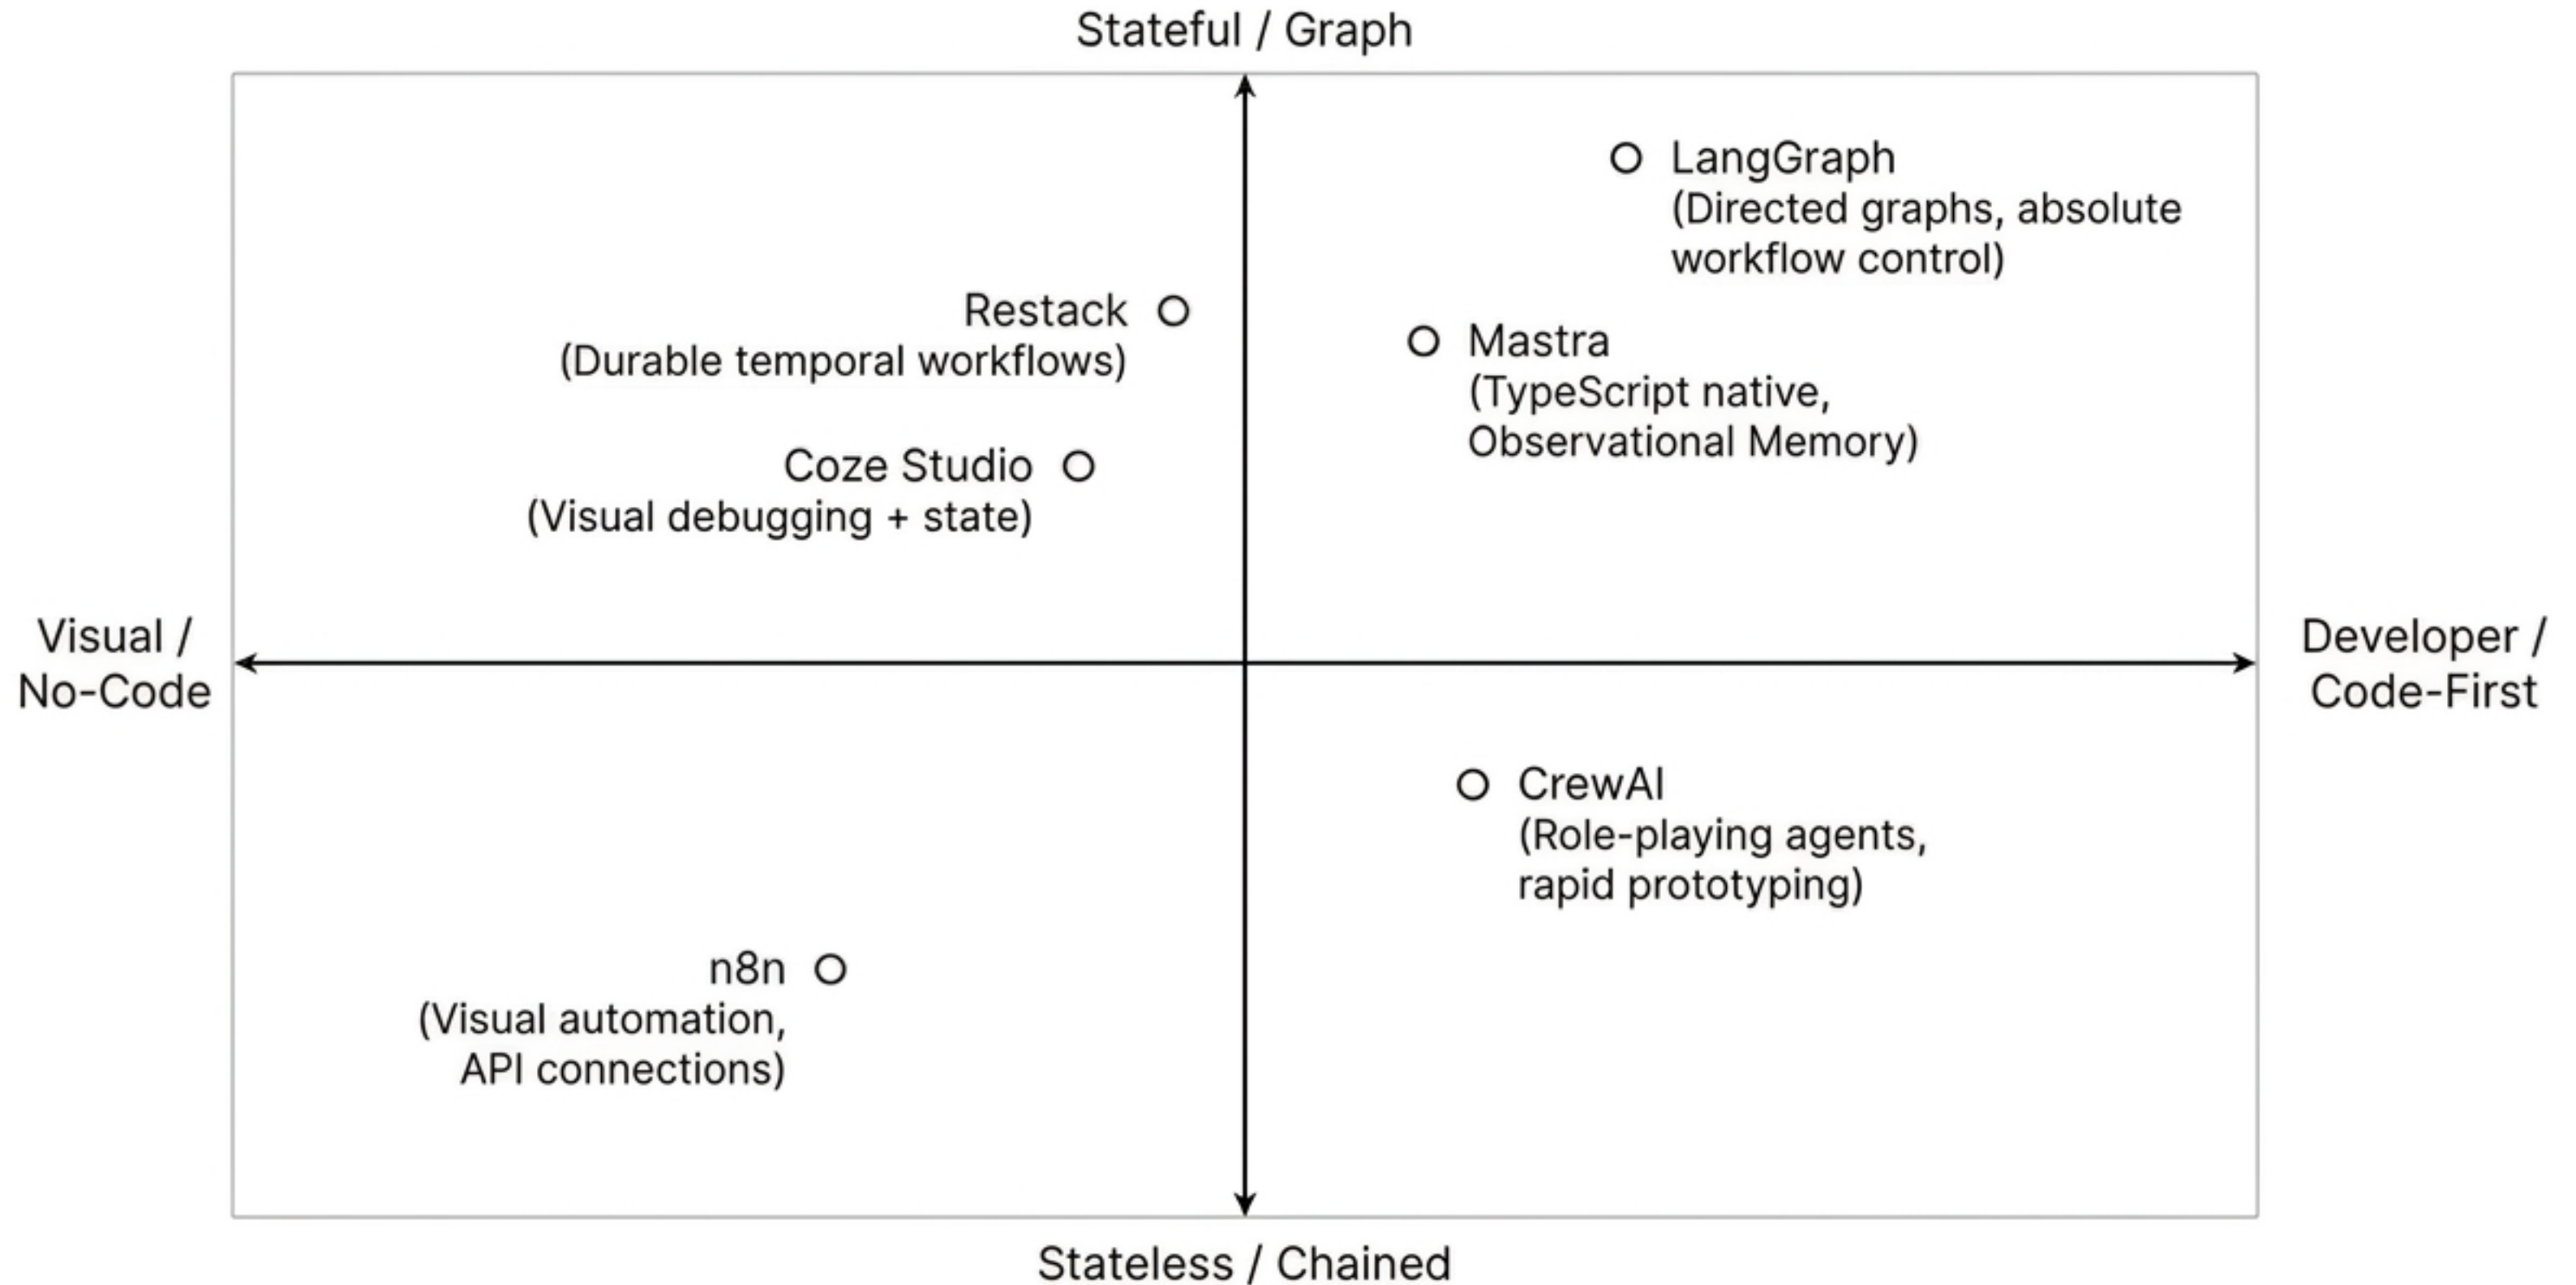 Stateful / Graph
LangGraph
(Directed graphs, absolute
workflow control)
Restack
(Durable temporal workflows)
Mastra
(TypeScript native,
Observational Memory)
Coze Studio
(Visual debugging + state)
Visual /
No-Code
Developer /
Code-First
CrewAI
(Role-playing agents,
rapid prototyping)
n8n
(Visual automation,
API connections)
Stateless / Chained